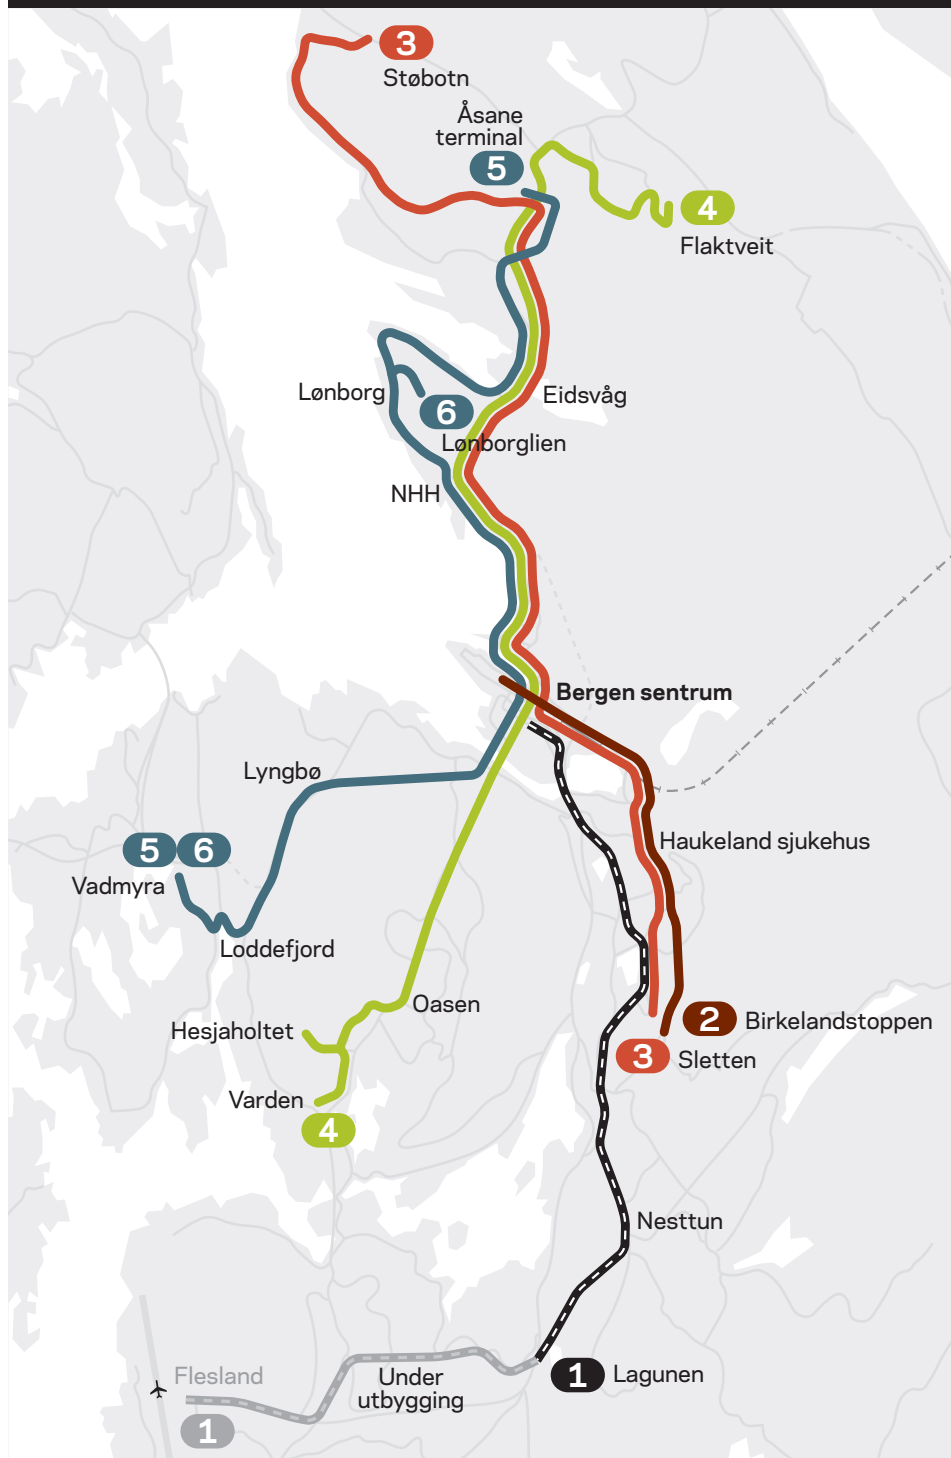 3
Støbotn
Åsane
terminal
5
4
Flaktveit
Lønborg
Eidsvåg
6
Lønborglien
NHH
Bergen sentrum
Lyngbø
5 6
Vadmyra
Haukeland sjukehus
Loddefjord
Oasen
2 Birkelandstoppen
Hesjaholtet
3 Sletten
Varden
4
Nesttun
Flesland
1 Lagunen
Under
utbygging
1